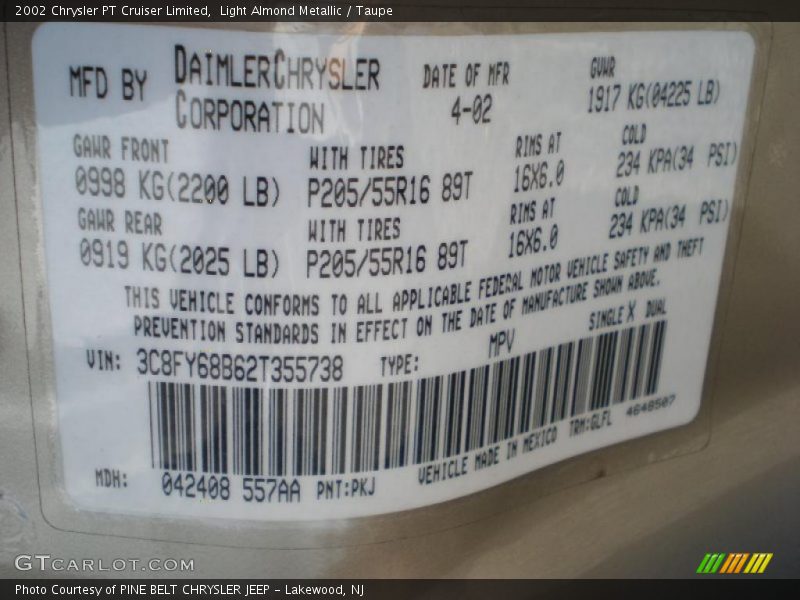 2002 Chrysler PT Cruiser Limited,  Light Almond Metallic / Taupe
MFD BY DAIMLERCHRYSLER CORPORATION
DATE OF MFR 4-02
GVWR 1917 KG(04225 LB)
GAWR FRONT WITH TIRES RIMS AT COLD
0998 KG(2200 LB) P205/55R16 89T 16X6.0 234 KPA(34 PSI)
GAWR REAR WITH TIRES RIMS AT COLD
0919 KG(2025 LB) P205/55R16 89T 16X6.0 234 KPA(34 PSI)
THIS VEHICLE CONFORMS TO ALL APPLICABLE FEDERAL MOTOR VEHICLE SAFETY AND THEFT
PREVENTION STANDARDS IN EFFECT ON THE DATE OF MANUFACTURE SHOWN ABOVE.
VIN: 3C8FY68B62T355738 TYPE: MPV SINGLE X DUAL
MDH: 042408 557AA PNT:PKJ VEHICLE MADE IN MEXICO TRM:GLFL 4648507
GTCARLOT.COM
Photo Courtesy of PINE BELT CHRYSLER JEEP - Lakewood, NJ